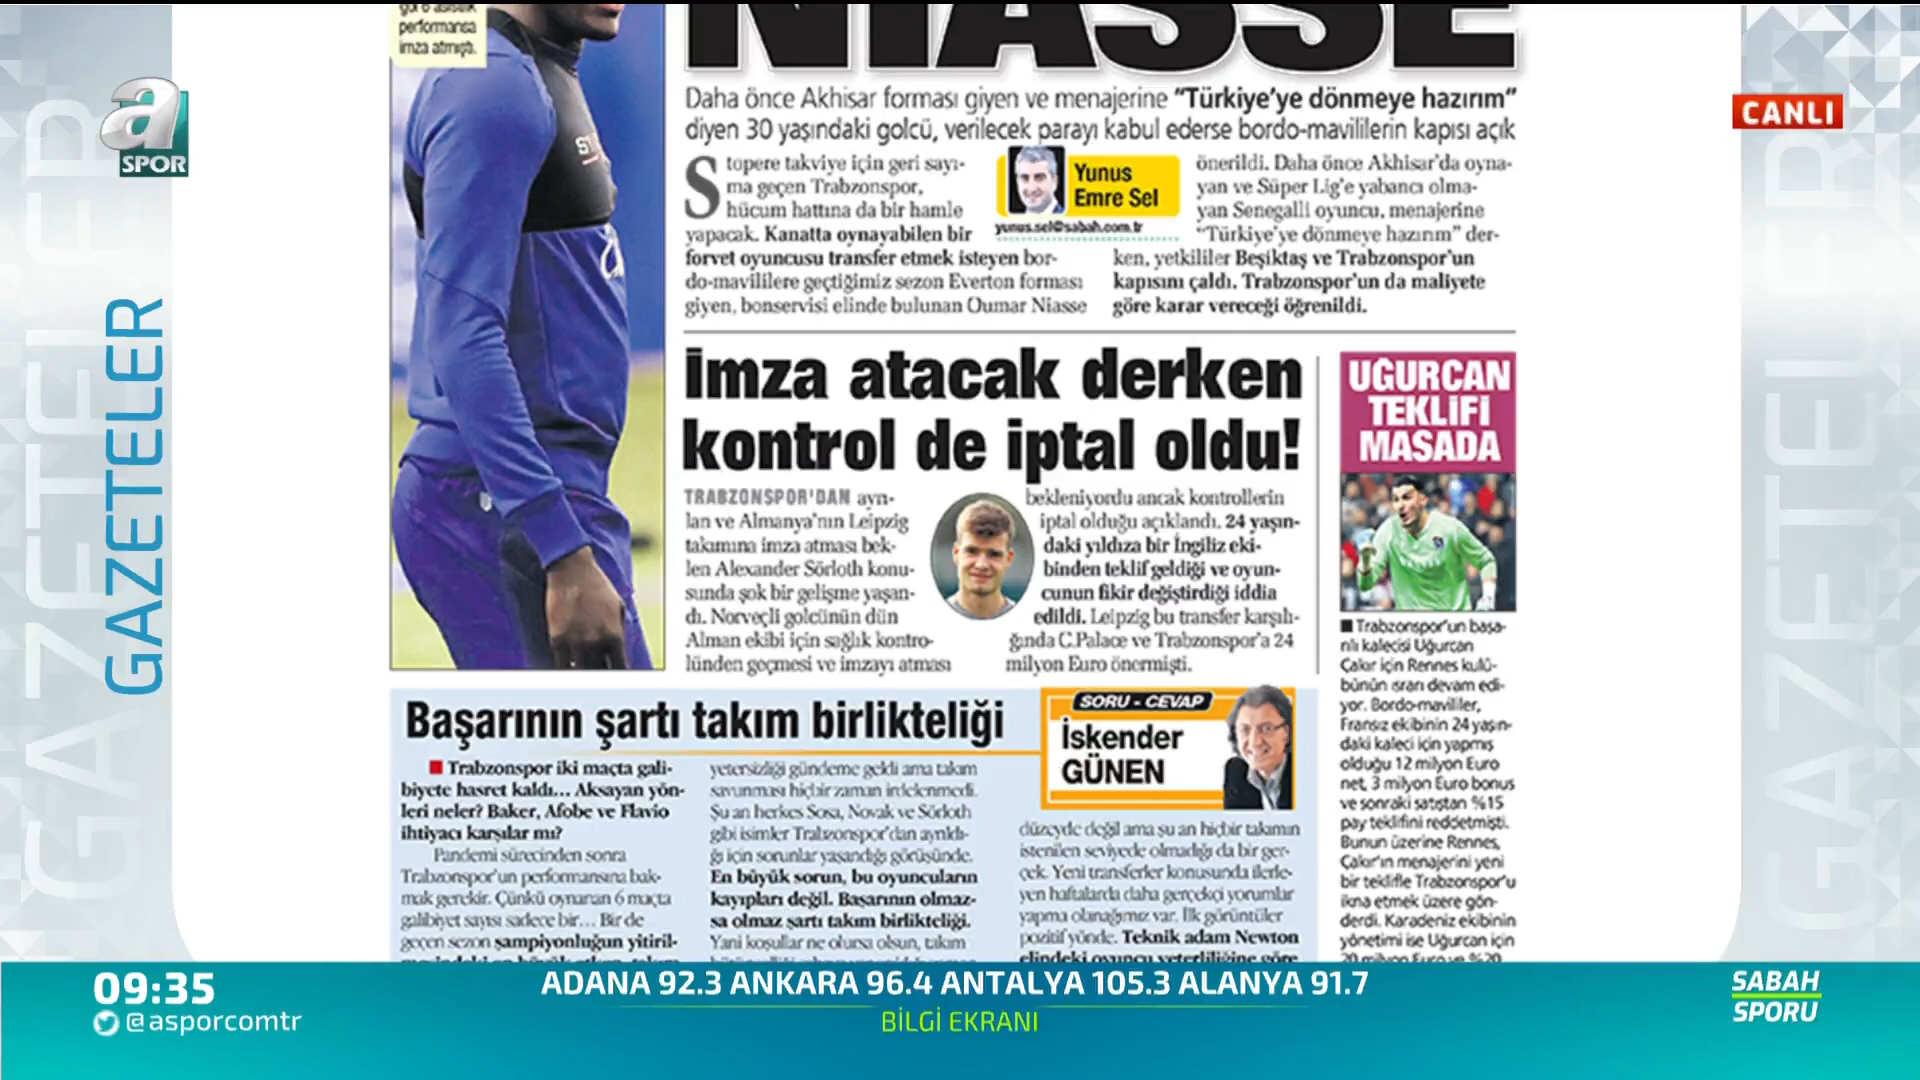 gol 6 asistlik
performansa
imza atmıştı.
NIASSE
Daha önce Akhisar forması giyen ve menajerine "Türkiye'ye dönmeye hazırım"
diyen 30 yaşındaki golcü, verilecek parayı kabul ederse bordo-mavililerin kapısı açık
Stopere takviye için geri sayı-
ma geçen Trabzonspor,
hücum hattına da bir hamle
yapacak. Kanatta oynayabilen bir
forvet oyuncusu transfer etmek isteyen bor-
do-mavililere geçtiğimiz sezon Everton forması
giyen, bonservisi elinde bulunan Oumar Niasse
Yunus
Emre Sel
yunus.sel@sabah.com.tr
önerildi. Daha önce Akhisar'da oyna-
yan ve Süper Lig'e yabancı olma-
yan Senegalli oyuncu, menajerine
"Türkiye'ye dönmeye hazırım" der-
ken, yetkililer Beşiktaş ve Trabzonspor'un
kapısını çaldı. Trabzonspor'un da maliyete
göre karar vereceği öğrenildi.
İmza atacak derken
kontrol de iptal oldu!
TRABZONSPOR'DAN ayrı-
lan ve Almanya'nın Leipzig
takımına imza atması bek-
len Alexander Sörloth konu-
sunda şok bir gelişme yaşan-
dı. Norveçli golcünün dün
Alman ekibi için sağlık kontro-
lünden geçmesi ve imzayı atması
bekleniyordu ancak kontrollerin
iptal olduğu açıklandı. 24 yaşın-
daki yıldıza bir İngiliz eki-
binden teklif geldiği ve oyun-
cunun fikir değiştirdiği iddia
edildi. Leipzig bu transfer karşılı-
ğında C.Palace ve Trabzonspor'a 24
milyon Euro önermişti.
UĞURCAN
TEKLİFİ
MASADA
■ Trabzonspor'un başa-
rılı kalecisi Uğurcan
Çakır için Rennes kulü-
bünün ısrarı devam edi-
yor. Bordo-mavililer,
Fransız ekibinin 24 yaşın-
daki kaleci için yapmış
olduğu 12 milyon Euro
net, 3 milyon Euro bonus
ve sonraki satıştan %15
pay teklifini reddetmişti.
Bunun üzerine Rennes,
Çakır'ın menajerini yeni
bir teklifle Trabzonspor'u
ikna etmek üzere gön-
derdi. Karadeniz ekibinin
yönetimi ise Uğurcan için
20 milyon Euro ve %20
Başarının şartı takım birlikteliği
SORU - CEVAP
İskender
GÜNEN
■ Trabzonspor iki maçta gali-
biyete hasret kaldı... Aksayan yön-
leri neler? Baker, Afobe ve Flavio
ihtiyacı karşılar mı?
Pandemi sürecinden sonra
Trabzonspor'un performansına bak-
mak gerekir. Çünkü oynanan 6 maçta
galibiyet sayısı sadece bir... Bir de
geçen sezon şampiyonluğun yitiril-
mesindeki en büyük etken, takım
yetersizliği gündeme geldi ama takım
savunması hiçbir zaman irdelenmedi.
Şu an herkes Sosa, Novak ve Sörloth
gibi isimler Trabzonspor'dan ayrıldı-
ğı için sorunlar yaşandığı görüşünde.
En büyük sorun, bu oyuncuların
kayıpları değil. Başarının olmaz-
sa olmaz şartı takım birlikteliği.
Yani koşullar ne olursa olsun, takım
düzeyde değil ama şu an hiçbir takımın
istenilen seviyede olmadığı da bir ger-
çek. Yeni transferler konusunda ilerle-
yen haftalarda daha gerçekçi yorumlar
yapma olanağımız var. İlk görüntüler
pozitif yönde. Teknik adam Newton
elindeki oyuncu yeterliliğine göre
a
SPOR
CANLI
GAZETELER
GAZETELER
GAZETELER
09:35
@asporcomtr
ADANA 92.3 ANKARA 96.4 ANTALYA 105.3 ALANYA 91.7
BİLGİ EKRANI
SABAH
SPORU